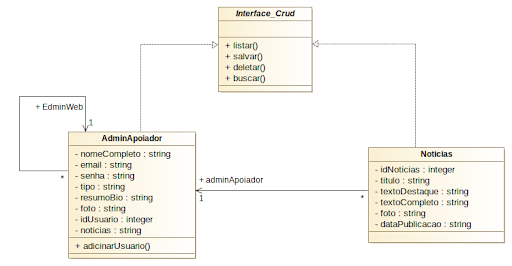 Interface_Crud
+ listar()
+ salvar()
+ deletar()
+ buscar()
+ EdminWeb
1
*
AdminApoiador
- nomeCompleto : string
- email : string
- senha : string
- tipo : string
- resumoBio : string
- foto : string
- idUsuario : integer
- noticias : string
+ adicinarUsuario()
+ adminApoiador
1
*
Noticias
- idNoticias : integer
- titulo : string
- textoDestaque : string
- textoCompleto : string
- foto : string
- dataPublicacao : string